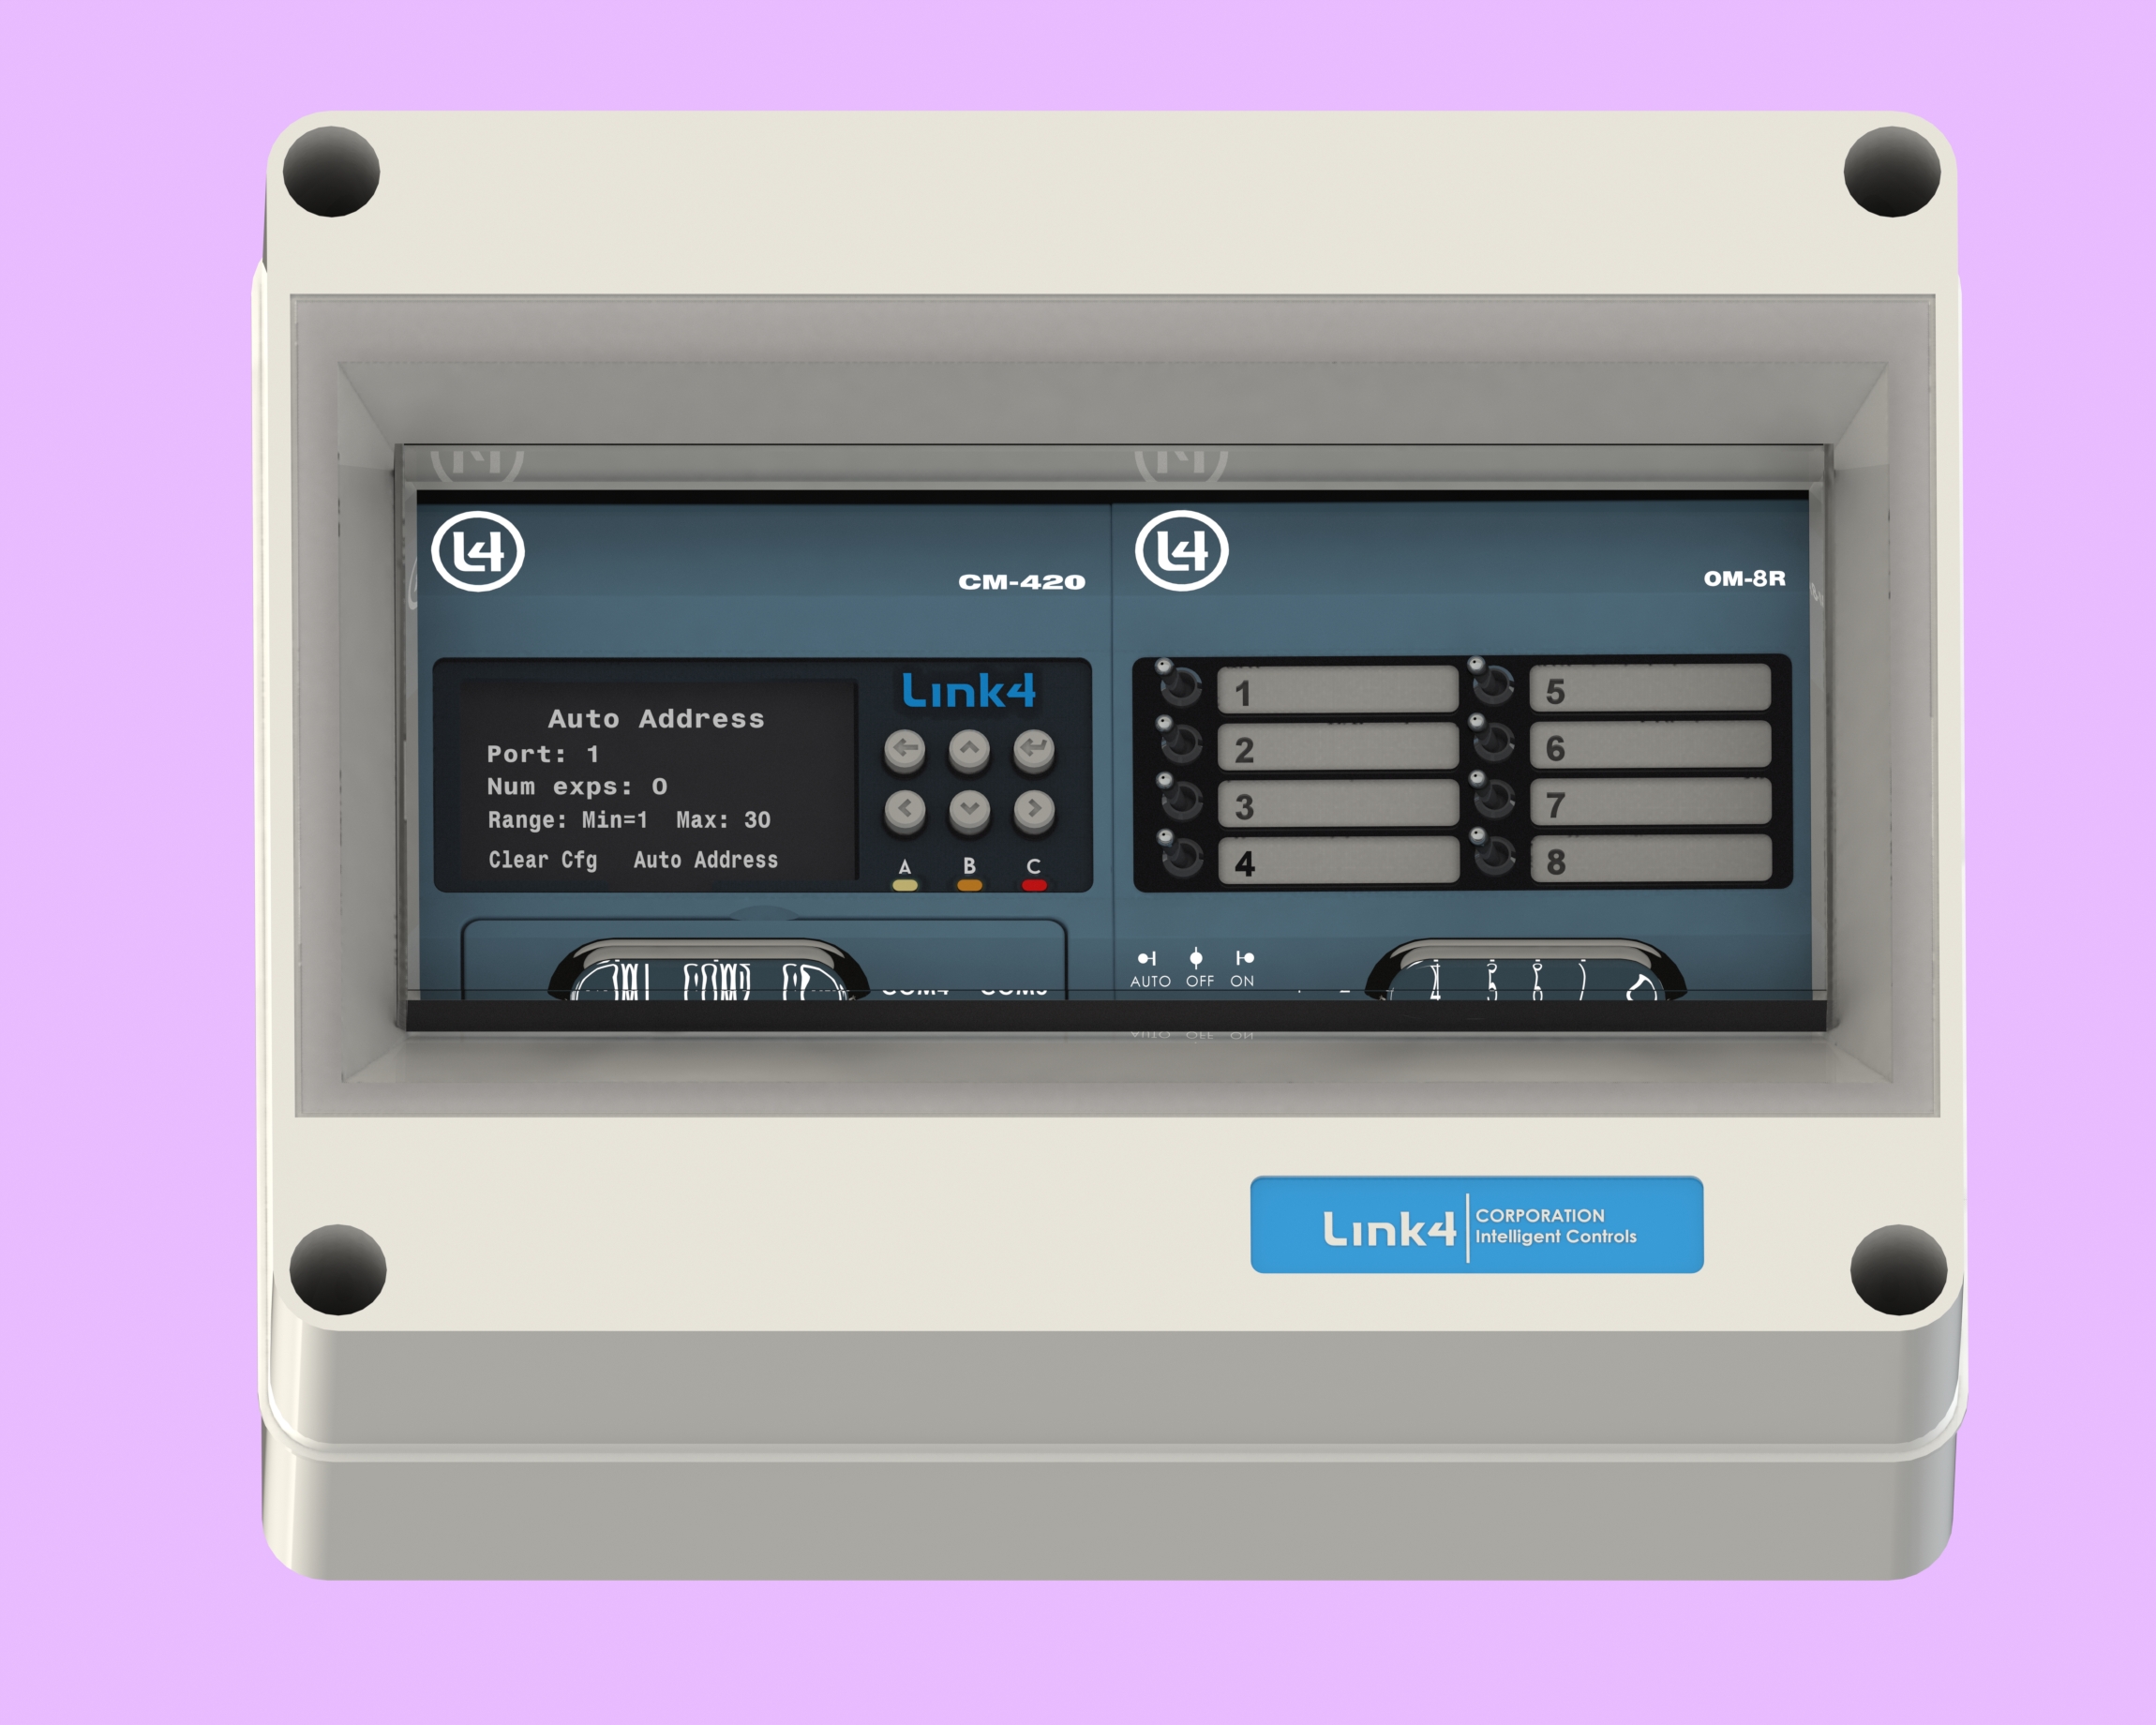 L4
CM-420
L4
OM-8R
Link4
Auto Address
Port: 1
Num exps: 0
Range: Min=1 Max: 30
Clear Cfg Auto Address
A B C
1
2
3
4
5
6
7
8
AUTO OFF ON
COM4 COM5
Link4 CORPORATION
Intelligent Controls